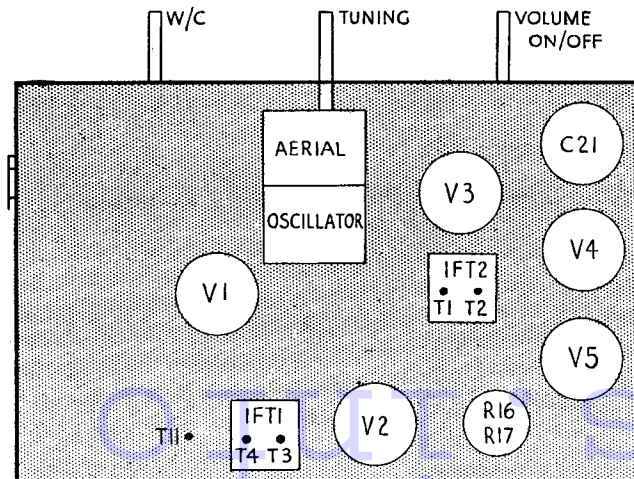 W/C
TUNING
VOLUME
ON/OFF
AERIAL
C21
V3
OSCILLATOR
V4
IFT2
T1 T2
V1
V5
IFT1
T11
T4 T3
V2
R16
R17